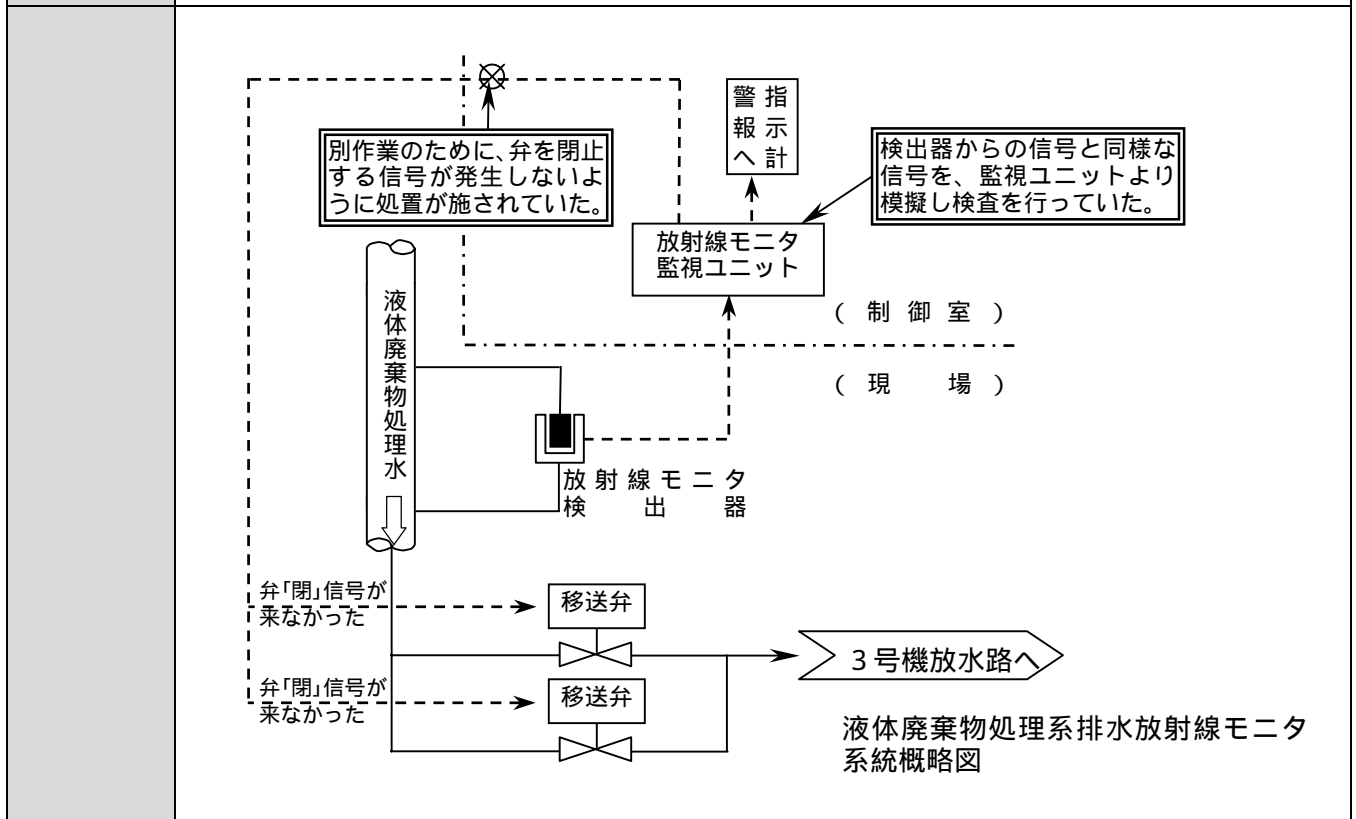 別作業のために、弁を閉止
する信号が発生しないよ
うに処置が施されていた。
警報へ
指示計
検出器からの信号と同様な
信号を、監視ユニットより
模擬し検査を行っていた。
放射線モニタ
監視ユニット
(制御室)
(現場)
液体廃棄物処理水
放射線モニタ
検出器
弁「閉」信号が
来なかった
移送弁
3号機放水路へ
弁「閉」信号が
来なかった
移送弁
液体廃棄物処理系排水放射線モニタ
系統概略図